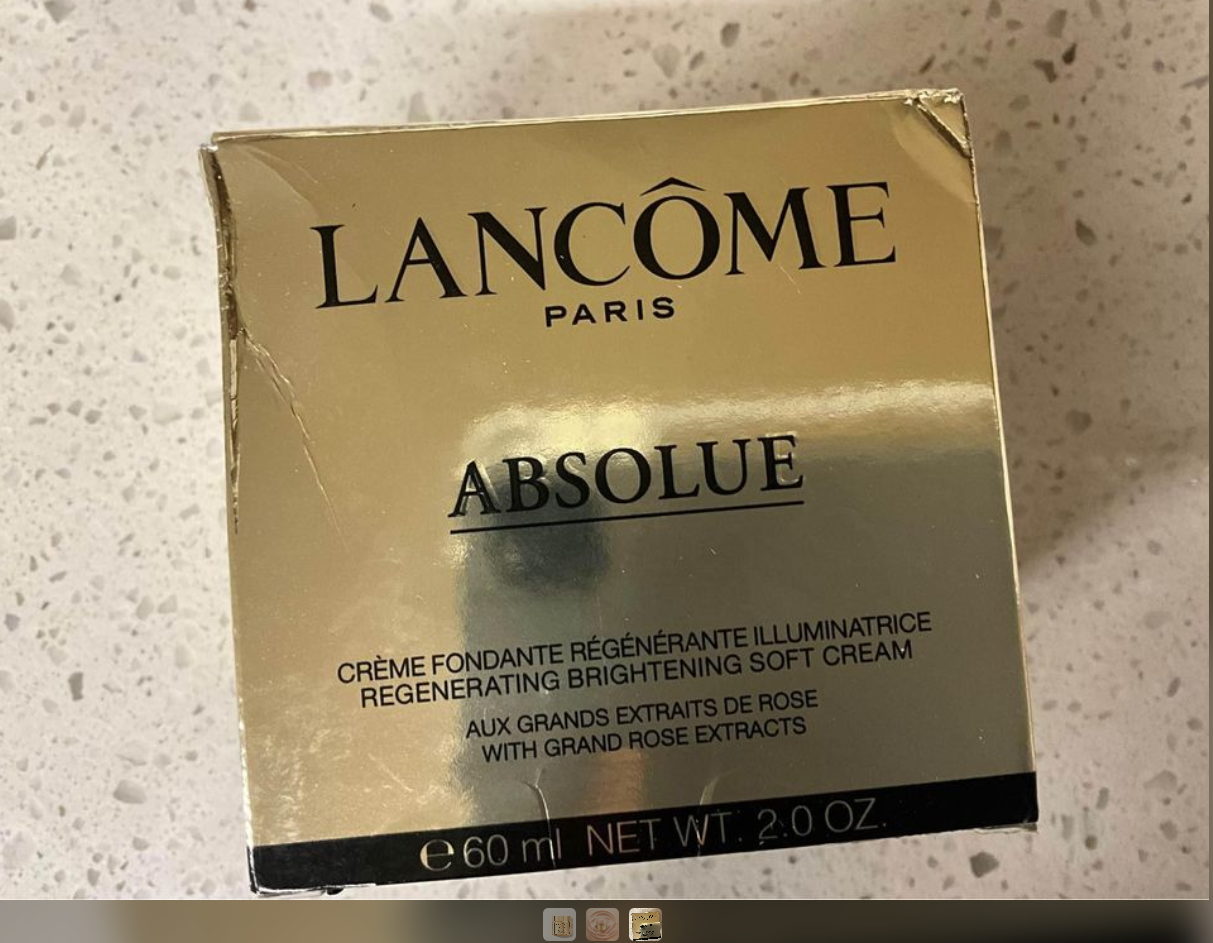 LANCÔME
PARIS
ABSOLUE
CRÈME FONDANTE RÉGÉNÉRANTE ILLUMINATRICE
REGENERATING BRIGHTENING SOFT CREAM
AUX GRANDS EXTRAITS DE ROSE
WITH GRAND ROSE EXTRACTS
℮ 60 ml NET WT. 2.0 OZ.